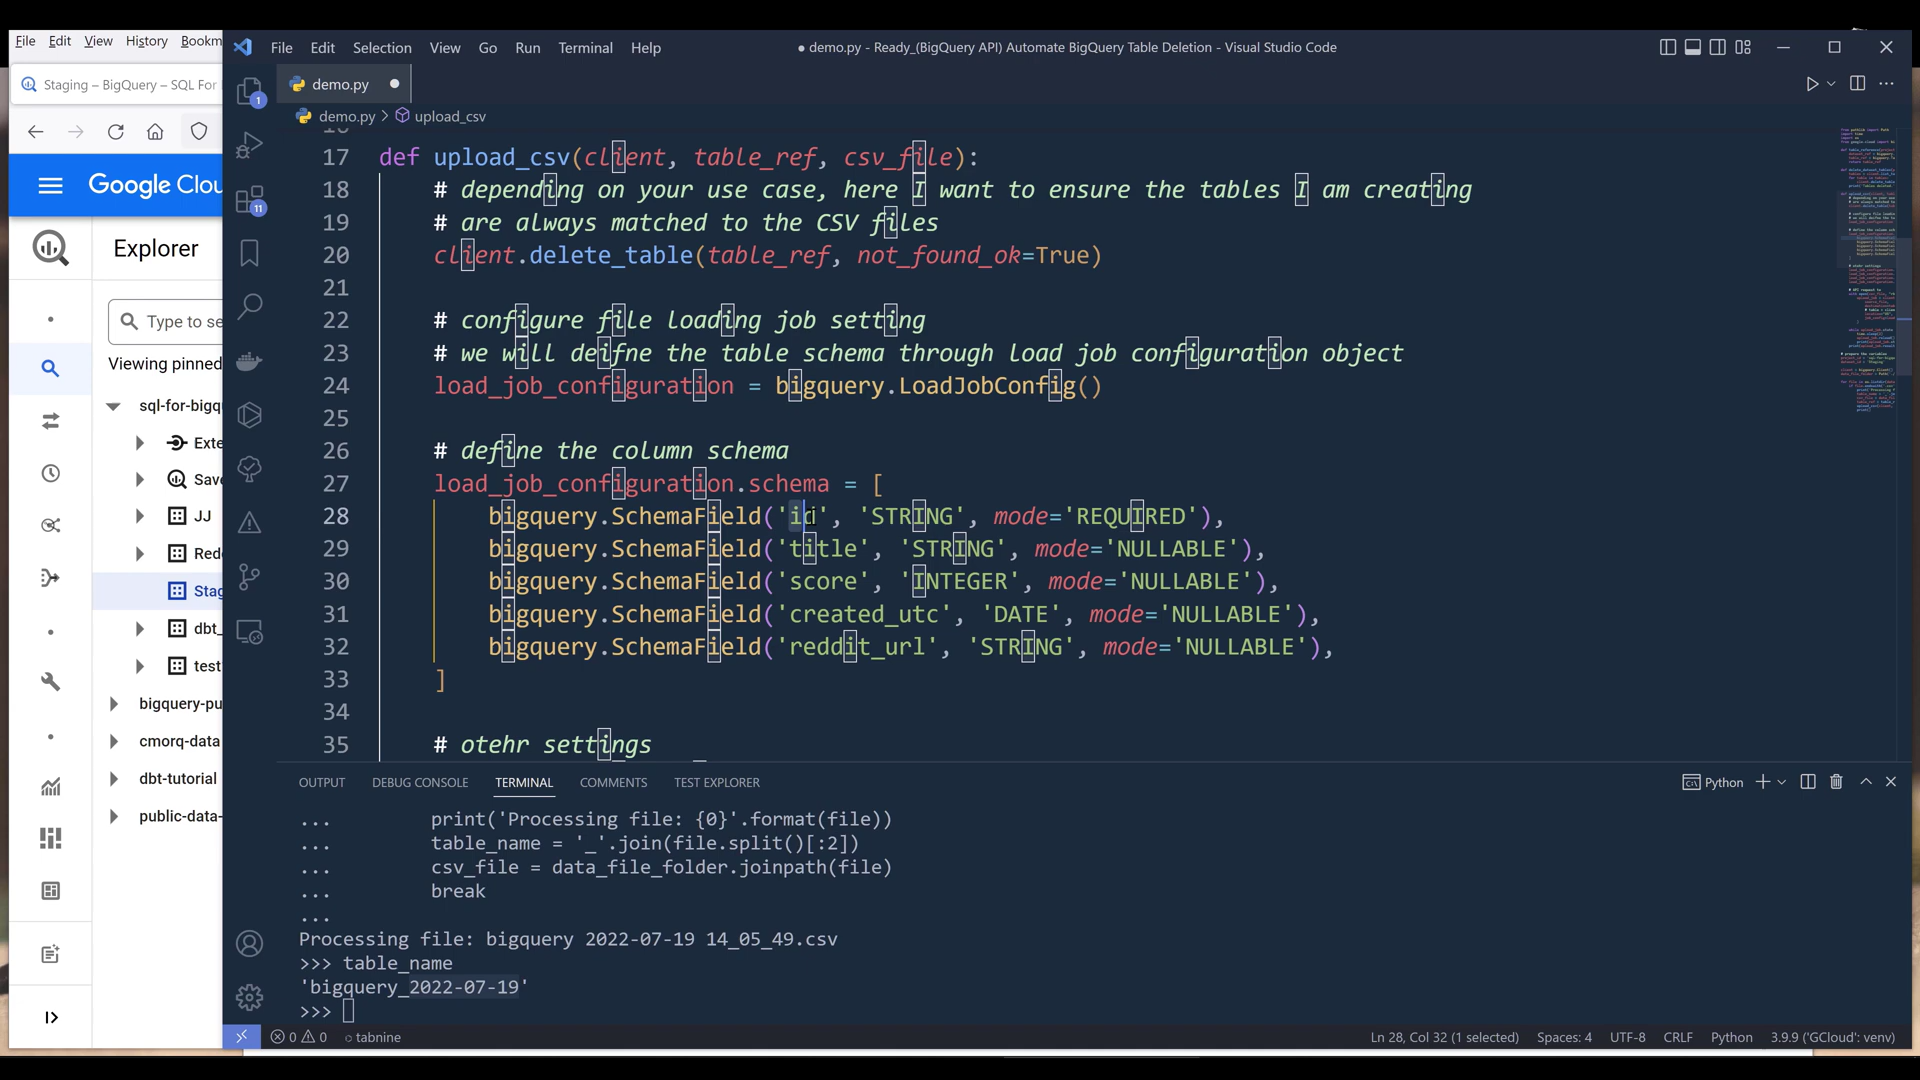 File Edit View History Bookm
Staging – BigQuery – SQL For
Google Clou
Explorer
Type to se
Viewing pinned
sql-for-bigqu
Exte
Save
JJ
Redd
Stag
dbt_
test
bigquery-pu
cmorq-data
dbt-tutorial
public-data-
File Edit Selection View Go Run Terminal Help
● demo.py - Ready_(BigQuery API) Automate BigQuery Table Deletion - Visual Studio Code
demo.py
demo.py > upload_csv
1
11
16
17 def upload_csv(client, table_ref, csv_file):
18 # depending on your use case, here I want to ensure the tables I am creating
19 # are always matched to the CSV files
20 client.delete_table(table_ref, not_found_ok=True)
21
22 # configure file loading job setting
23 # we will deifne the table schema through load job configuration object
24 load_job_configuration = bigquery.LoadJobConfig()
25
26 # define the column schema
27 load_job_configuration.schema = [
28 bigquery.SchemaField('id', 'STRING', mode='REQUIRED'),
29 bigquery.SchemaField('title', 'STRING', mode='NULLABLE'),
30 bigquery.SchemaField('score', 'INTEGER', mode='NULLABLE'),
31 bigquery.SchemaField('created_utc', 'DATE', mode='NULLABLE'),
32 bigquery.SchemaField('reddit_url', 'STRING', mode='NULLABLE'),
33 ]
34
35 # otehr settings
OUTPUT DEBUG CONSOLE TERMINAL COMMENTS TEST EXPLORER
Python
... print('Processing file: {0}'.format(file))
... table_name = '_'.join(file.split()[:2])
... csv_file = data_file_folder.joinpath(file)
... break
...
Processing file: bigquery 2022-07-19 14_05_49.csv
>>> table_name
'bigquery_2022-07-19'
>>>
0 0 tabnine
Ln 28, Col 32 (1 selected) Spaces: 4 UTF-8 CRLF Python 3.9.9 ('GCloud': venv)